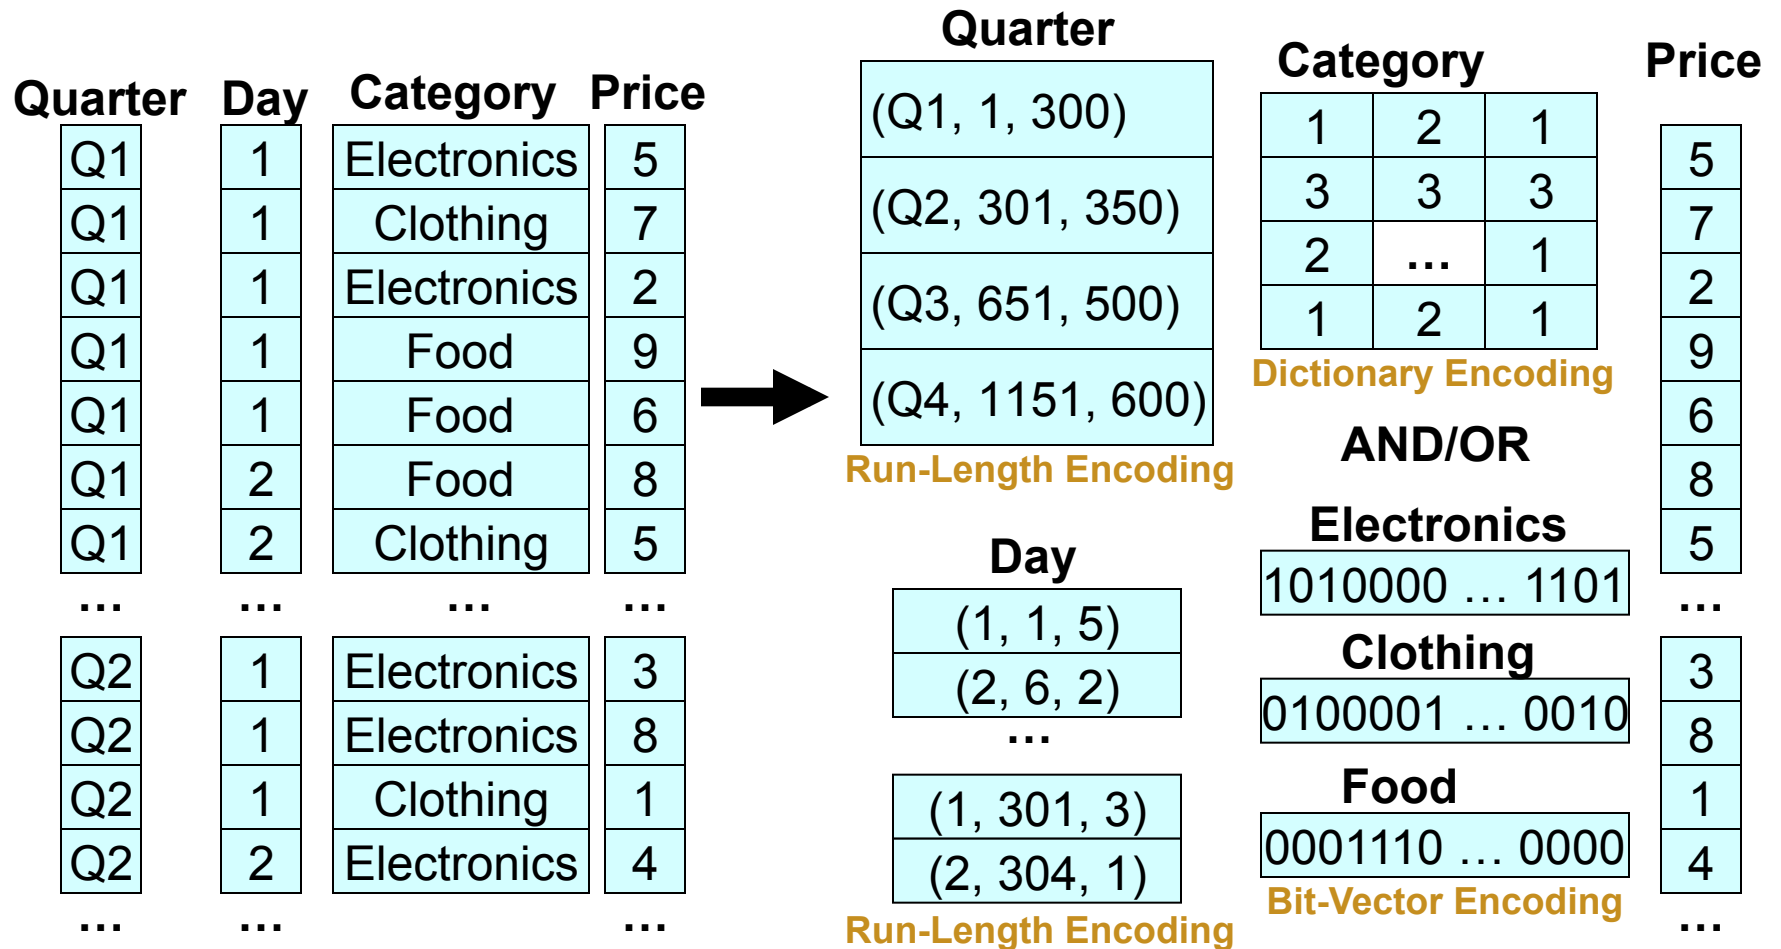 Quarter Day Category Price
Q1 1 Electronics 5
Q1 1 Clothing 7
Q1 1 Electronics 2
Q1 1 Food 9
Q1 1 Food 6
Q1 2 Food 8
Q1 2 Clothing 5
... ... ... ...
Q2 1 Electronics 3
Q2 1 Electronics 8
Q2 1 Clothing 1
Q2 2 Electronics 4
... ... ...
Quarter
(Q1, 1, 300)
(Q2, 301, 350)
(Q3, 651, 500)
(Q4, 1151, 600)
Run-Length Encoding
Day
(1, 1, 5)
(2, 6, 2)
...
(1, 301, 3)
(2, 304, 1)
Run-Length Encoding
Category
1 2 1
3 3 3
2 ... 1
1 2 1
Dictionary Encoding
AND/OR
Electronics
1010000 ... 1101
Clothing
0100001 ... 0010
Food
0001110 ... 0000
Bit-Vector Encoding
Price
5
7
2
9
6
8
5
...
3
8
1
4
...